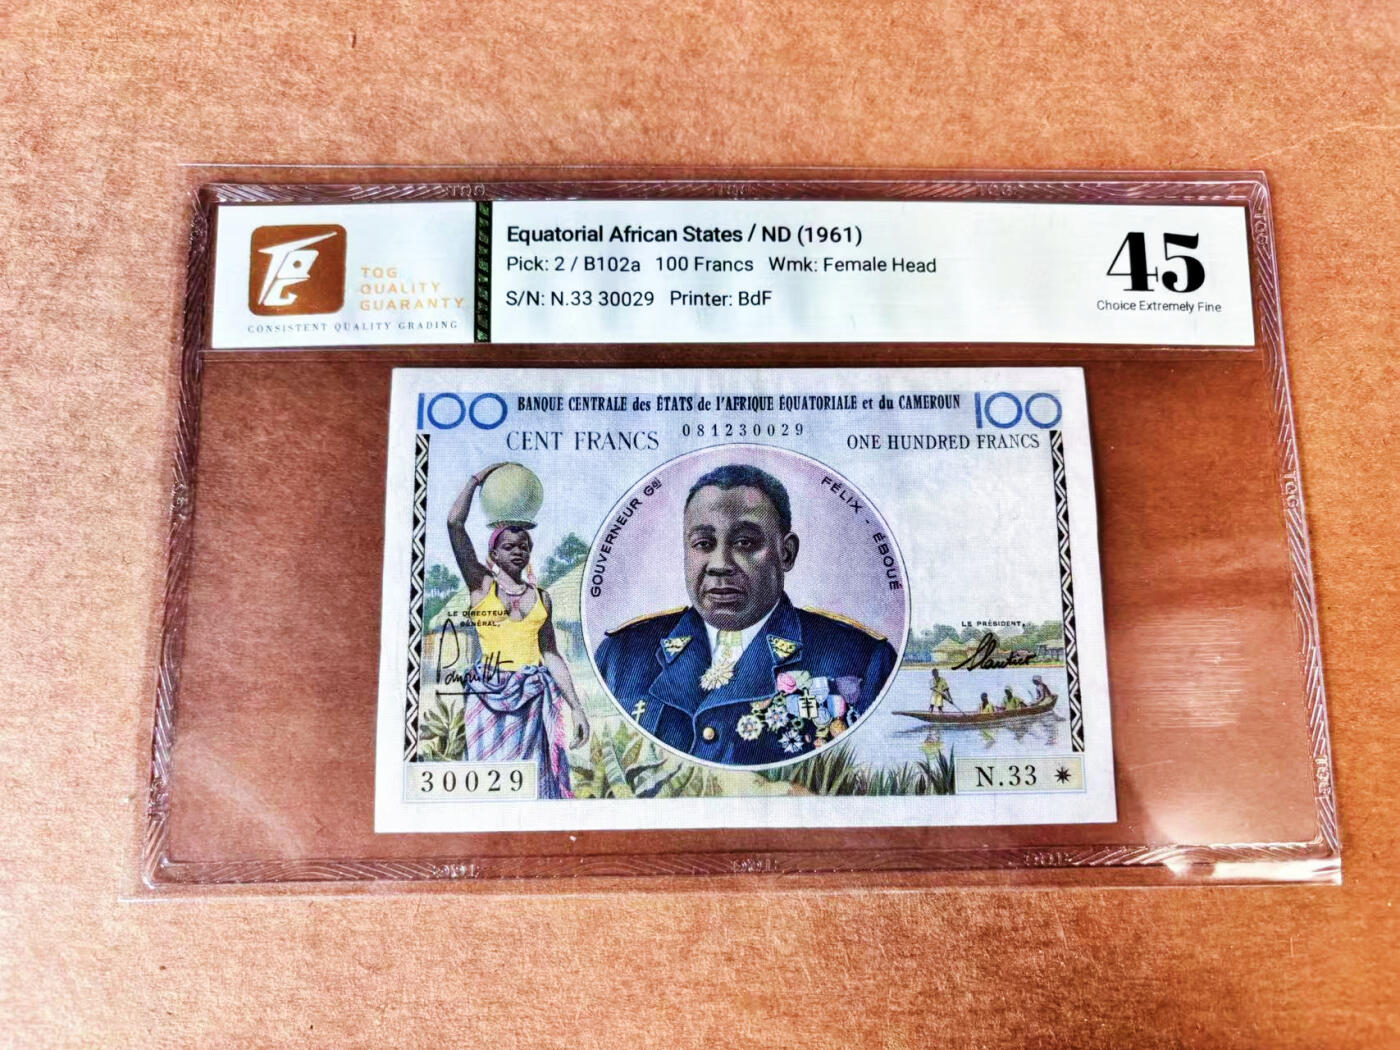 TQG
QUALITY
GUARANTY
CONSISTENT QUALITY GRADING
Equatorial African States / ND (1961)
Pick: 2 / B102a 100 Francs Wmk: Female Head
S/N: N.33 30029 Printer: BdF
45
Choice Extremely Fine
100 BANQUE CENTRALE des ÉTATS de l'AFRIQUE ÉQUATORIALE et du CAMEROUN 100
CENT FRANCS 081230029 ONE HUNDRED FRANCS
GOUVERNEUR Gal FÉLIX - ÉBOUÉ
LE DIRECTEUR
GÉNÉRAL,
LE PRÉSIDENT,
30029
N.33 ✷